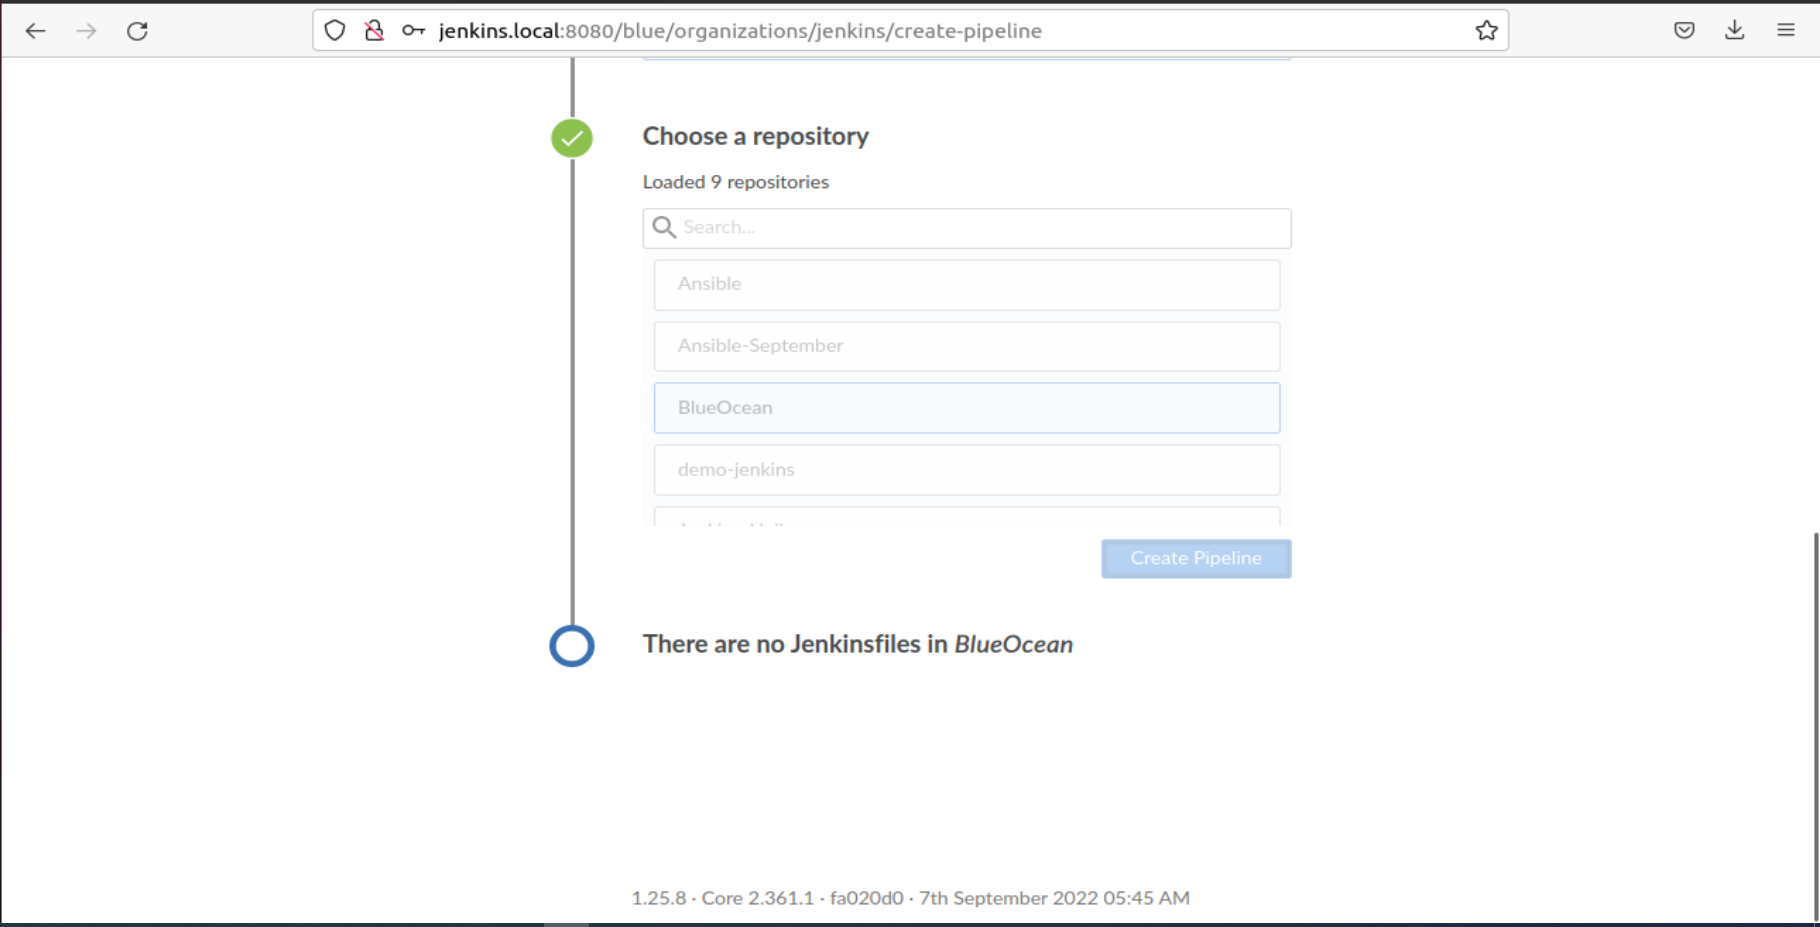 jenkins.local:8080/blue/organizations/jenkins/create-pipeline
Choose a repository
Loaded 9 repositories
Search...
Ansible
Ansible-September
BlueOcean
demo-jenkins
Create Pipeline
There are no Jenkinsfiles in BlueOcean
1.25.8 · Core 2.361.1 · fa020d0 · 7th September 2022 05:45 AM